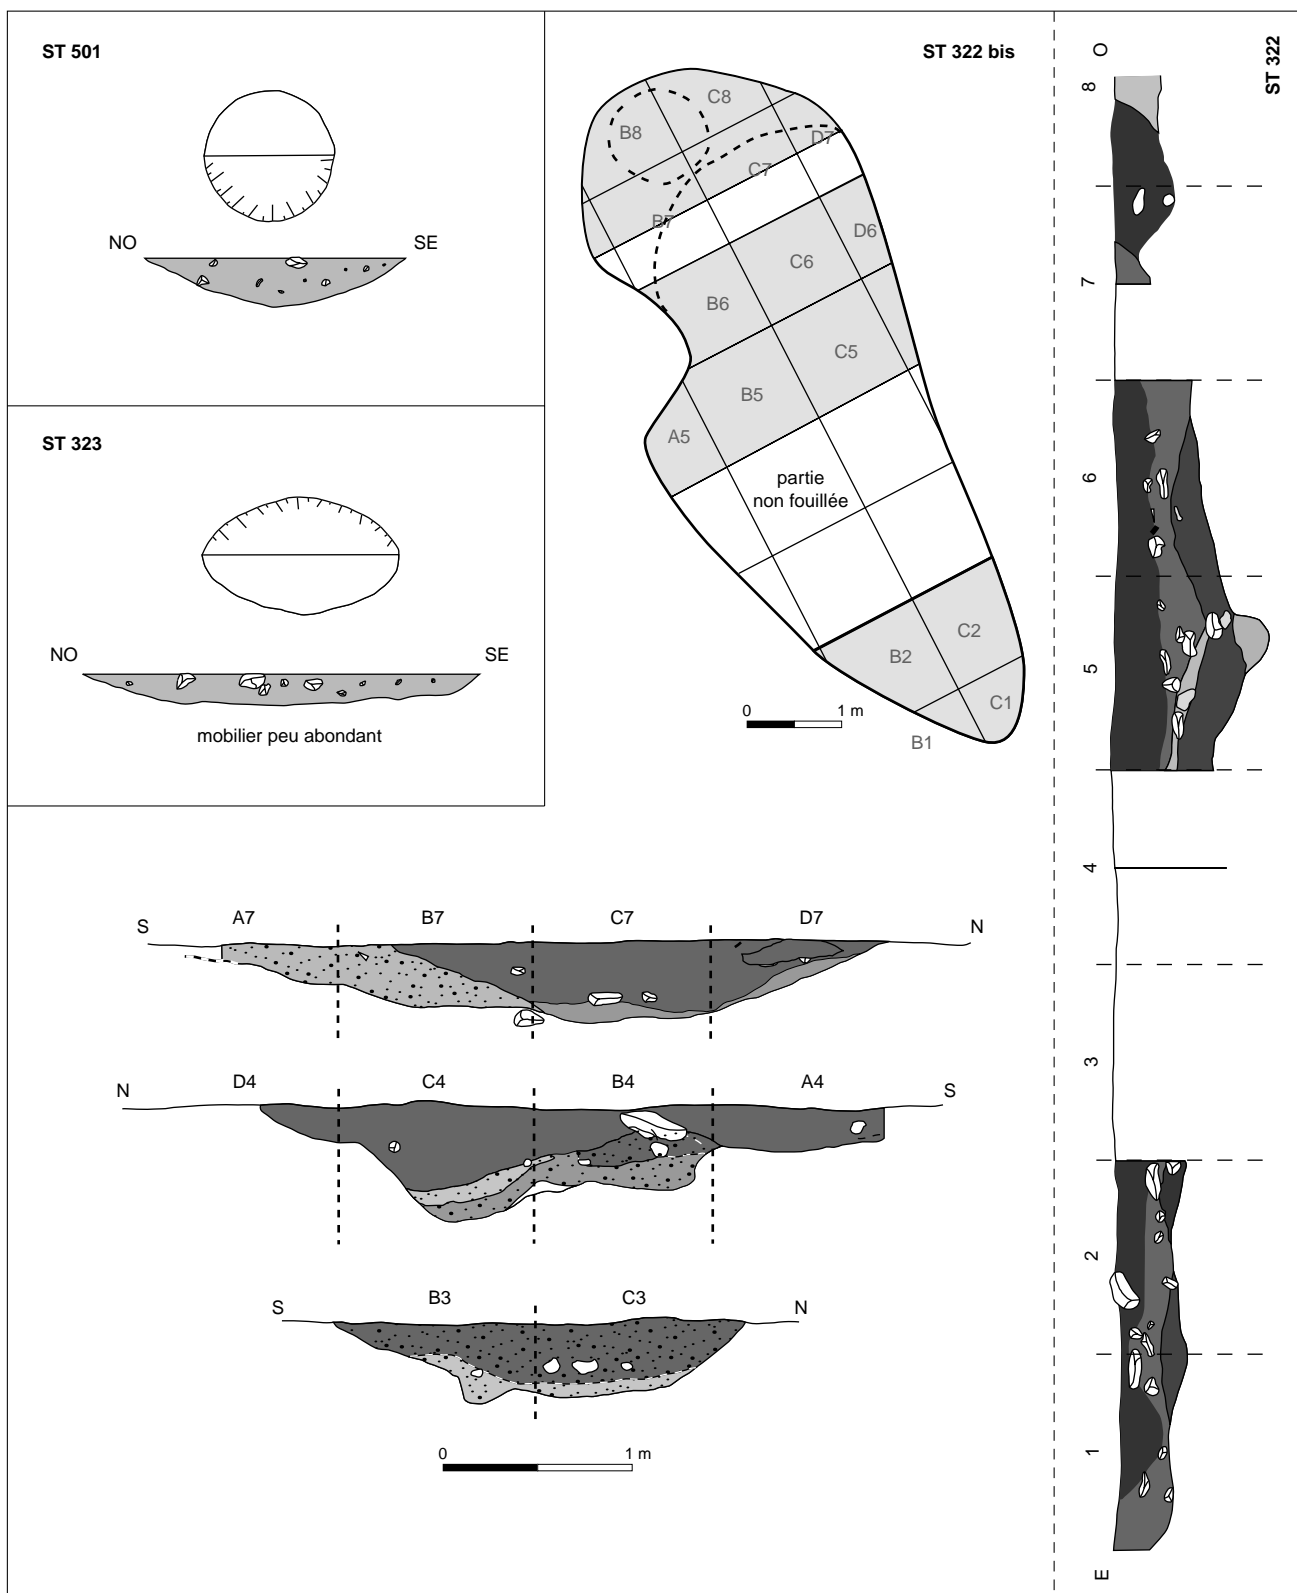 ST 501
NO SE
ST 323
NO SE
mobilier peu abondant
ST 322 bis
C8
B8
D7
C7
B7
D6
C6
B6
C5
B5
A5
partie
non fouillée
C2
B2
C1
B1
0 1 m
S A7 B7 C7 D7 N
N D4 C4 B4 A4 S
S B3 C3 N
0 1 m
ST 322
O
8
7
6
5
4
3
2
1
E